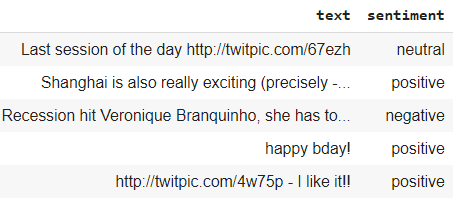 text sentiment
Last session of the day http://twitpic.com/67ezh neutral
Shanghai is also really exciting (precisely -... positive
Recession hit Veronique Branquinho, she has to... negative
happy bday! positive
http://twitpic.com/4w75p - I like it!! positive